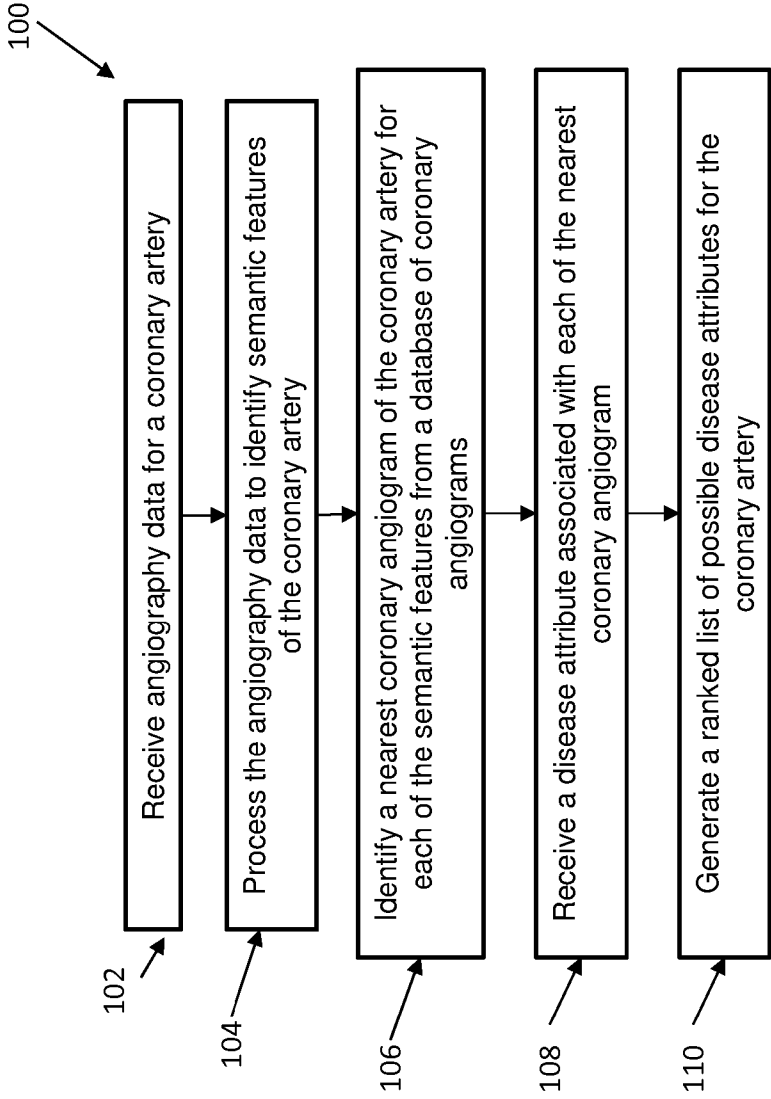 100
102
Receive angiography data for a coronary artery
104
Process the angiography data to identify semantic features
of the coronary artery
106
Identify a nearest coronary angiogram of the coronary artery for
each of the semantic features from a database of coronary
angiograms
108
Receive a disease attribute associated with each of the nearest
coronary angiogram
110
Generate a ranked list of possible disease attributes for the
coronary artery